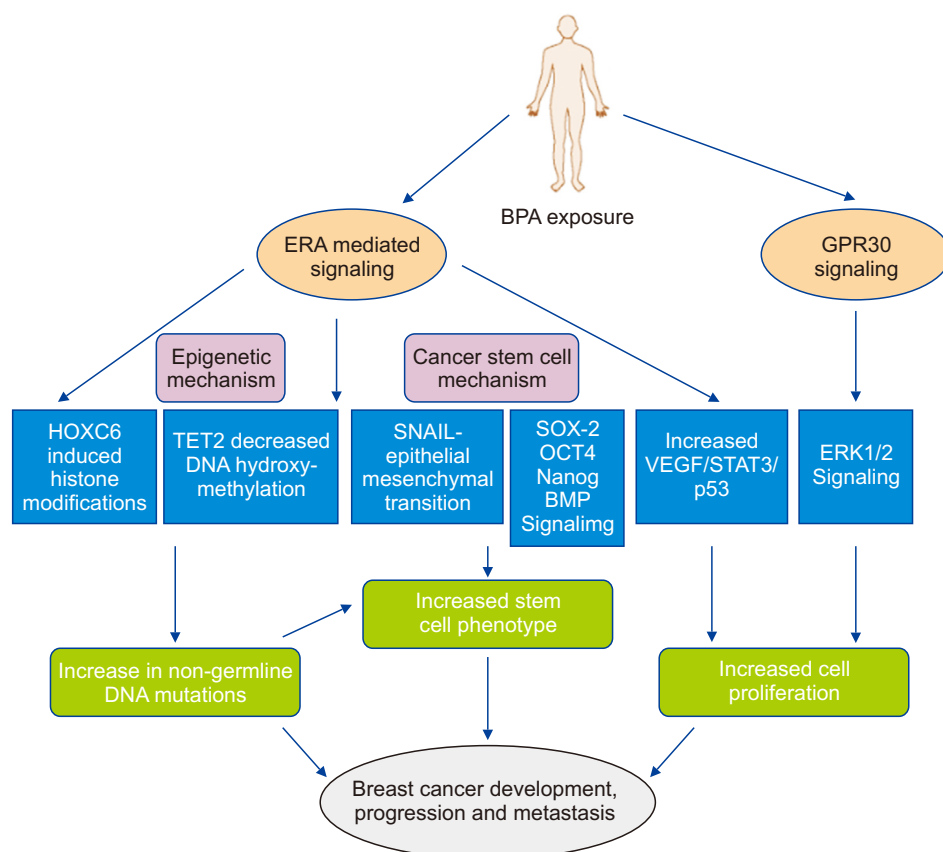 BPA exposure
ERA mediated
signaling
GPR30
signaling
Epigenetic
mechanism
Cancer stem cell
mechanism
HOXC6
induced
histone
modifications
TET2 decreased
DNA hydroxy-
methylation
SNAIL-
epithelial
mesenchymal
transition
SOX-2
OCT4
Nanog
BMP
Signalimg
Increased
VEGF/STAT3/
p53
ERK1/2
Signaling
Increased stem
cell phenotype
Increase in non-germline
DNA mutations
Increased cell
proliferation
Breast cancer development,
progression and metastasis